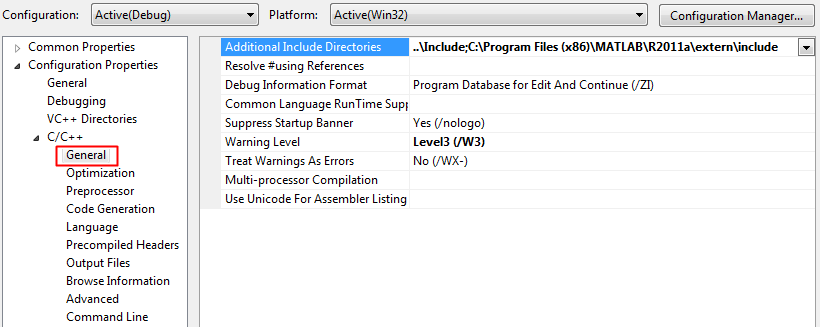 Configuration: Active(Debug) Platform: Active(Win32) Configuration Manager...
Common Properties
Configuration Properties
General
Debugging
VC++ Directories
C/C++
General
Optimization
Preprocessor
Code Generation
Language
Precompiled Headers
Output Files
Browse Information
Advanced
Command Line
Additional Include Directories ..\Include;C:\Program Files (x86)\MATLAB\R2011a\extern\include
Resolve #using References
Debug Information Format Program Database for Edit And Continue (/ZI)
Common Language RunTime Supp
Suppress Startup Banner Yes (/nologo)
Warning Level Level3 (/W3)
Treat Warnings As Errors No (/WX-)
Multi-processor Compilation
Use Unicode For Assembler Listing